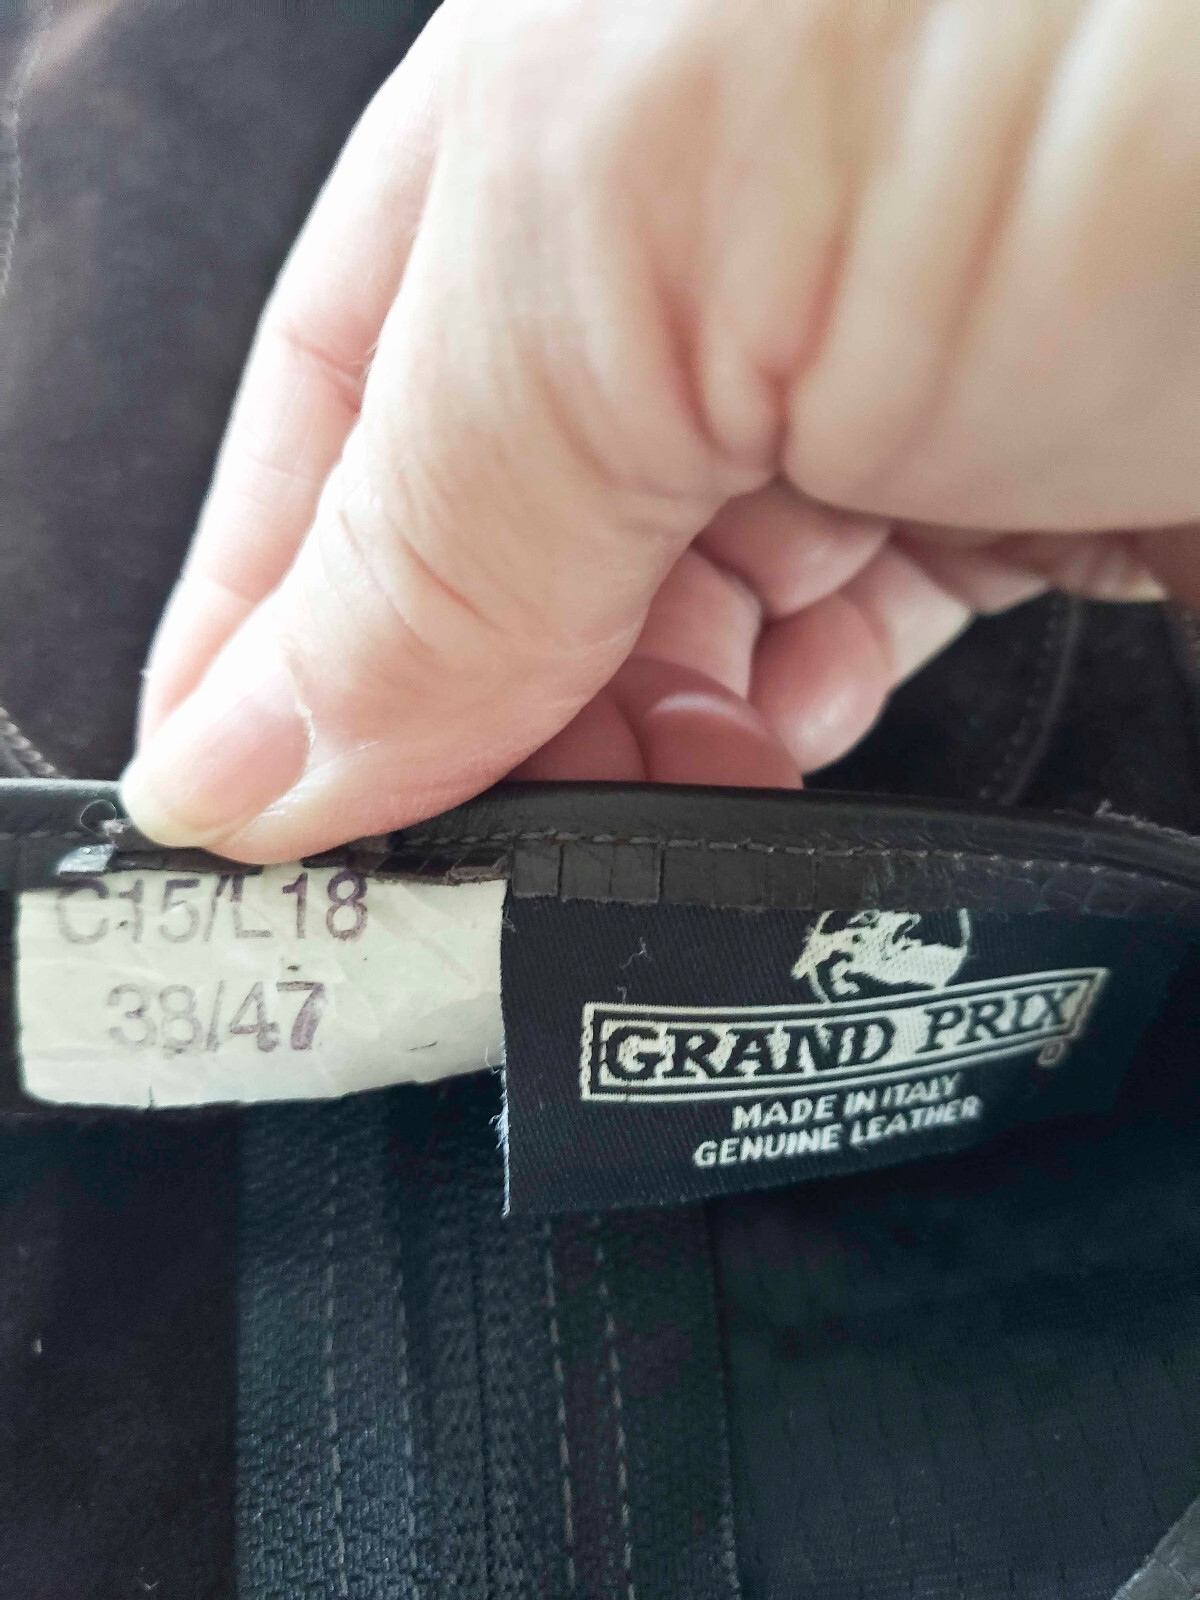 C15/L18
38/47
GRAND PRIX
MADE IN ITALY
GENUINE LEATHER